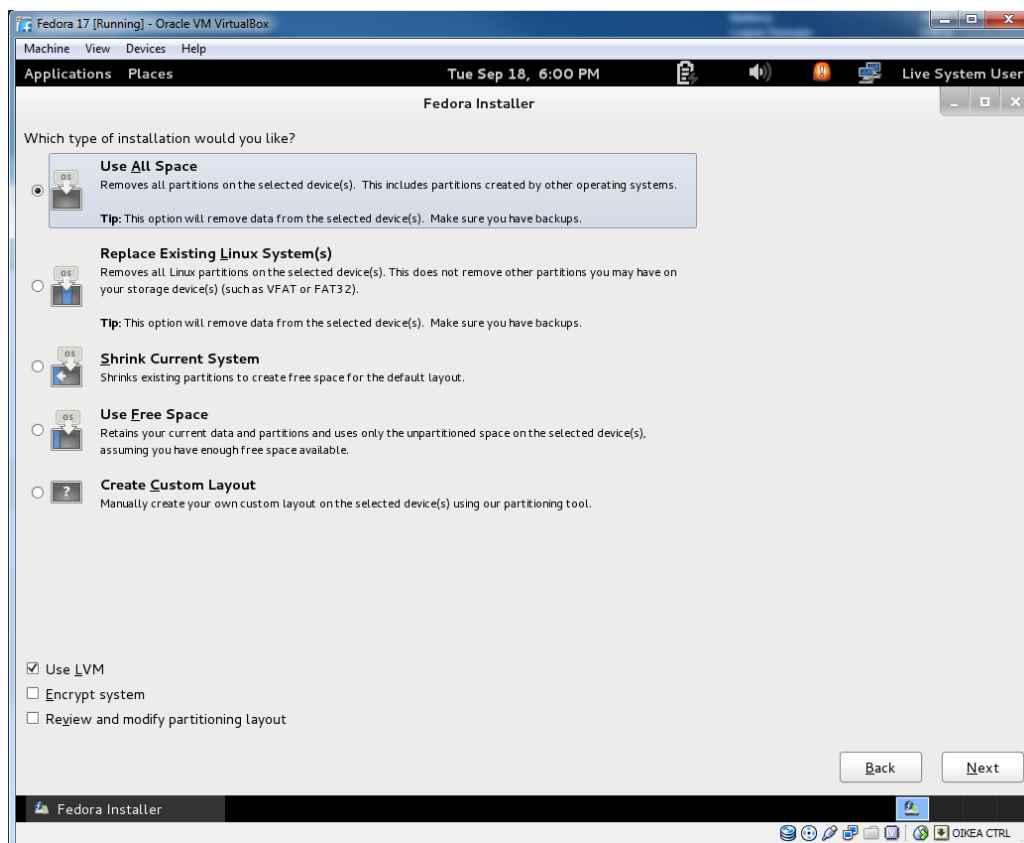 Fedora 17 [Running] - Oracle VM VirtualBox
Machine View Devices Help
Applications Places Tue Sep 18, 6:00 PM Live System User
Fedora Installer
Which type of installation would you like?
OS
Use All Space
Removes all partitions on the selected device(s). This includes partitions created by other operating systems.
Tip: This option will remove data from the selected device(s). Make sure you have backups.
OS
Replace Existing Linux System(s)
Removes all Linux partitions on the selected device(s). This does not remove other partitions you may have on
your storage device(s) (such as VFAT or FAT32).
Tip: This option will remove data from the selected device(s). Make sure you have backups.
OS
Shrink Current System
Shrinks existing partitions to create free space for the default layout.
OS
Use Free Space
Retains your current data and partitions and uses only the unpartitioned space on the selected device(s),
assuming you have enough free space available.
?
Create Custom Layout
Manually create your own custom layout on the selected device(s) using our partitioning tool.
Use LVM
Encrypt system
Review and modify partitioning layout
Back Next
Fedora Installer
OIKEA CTRL